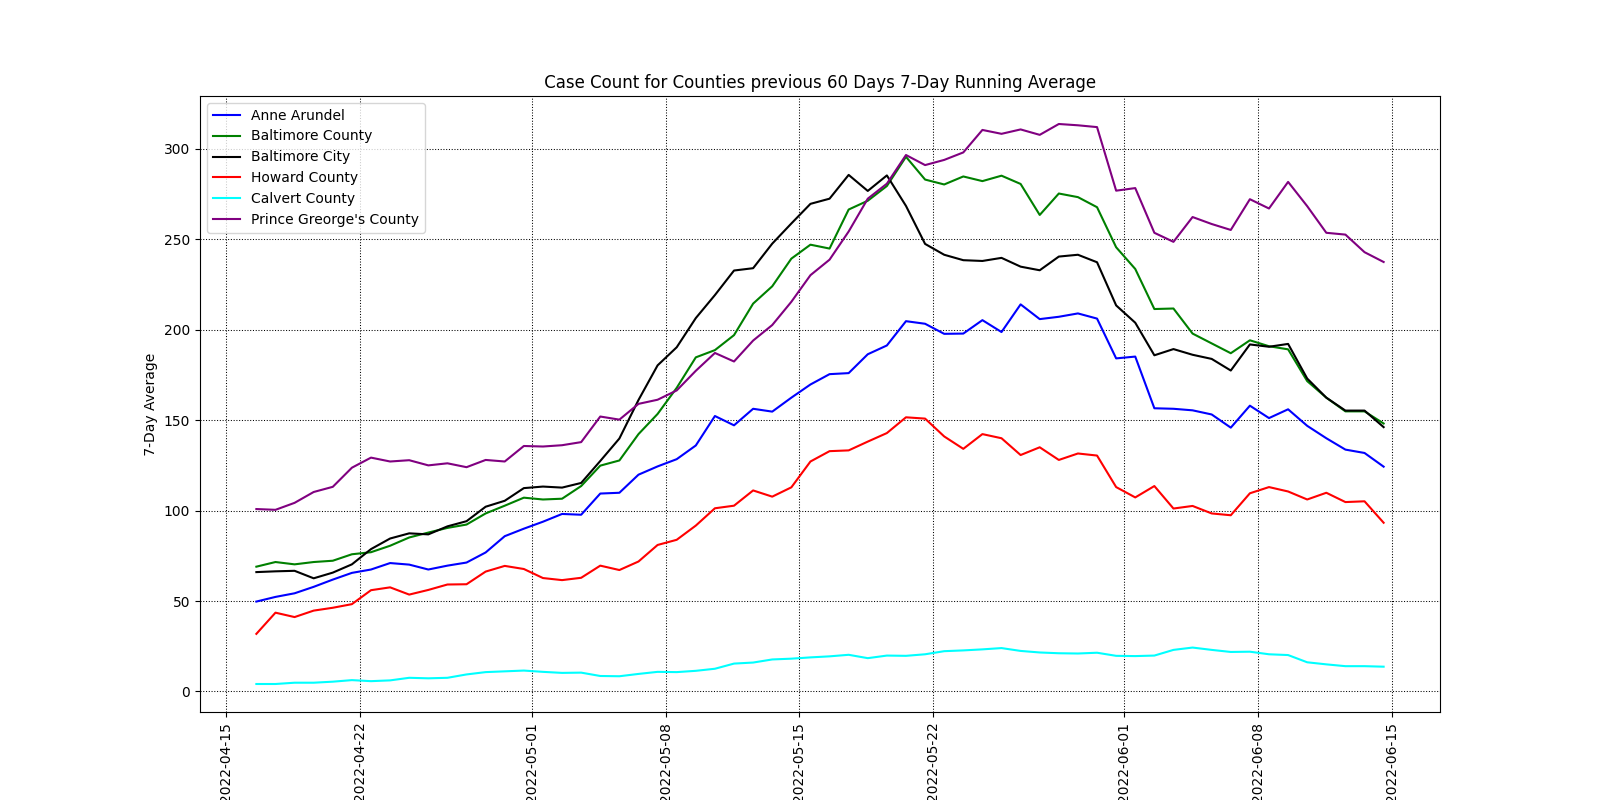 Case Count for Counties previous 60 Days 7-Day Running Average
Anne Arundel
Baltimore County
Baltimore City
Howard County
Calvert County
Prince Greorge's County
7-Day Average
300
250
200
150
100
50
0
2022-04-15
2022-04-22
2022-05-01
2022-05-08
2022-05-15
2022-05-22
2022-06-01
2022-06-08
2022-06-15